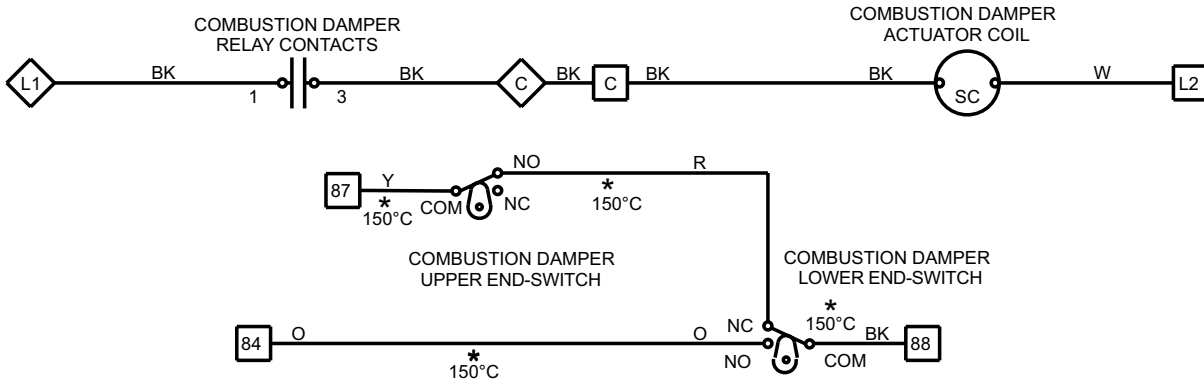 COMBUSTION DAMPER
RELAY CONTACTS
COMBUSTION DAMPER
ACTUATOR COIL
L1
BK
1
3
BK
C
BK
C
BK
BK
SC
W
L2
87
Y
*
150°C
COM
NO
NC
*
150°C
R
COMBUSTION DAMPER
UPPER END-SWITCH
COMBUSTION DAMPER
LOWER END-SWITCH
*
150°C
84
O
*
150°C
O
NC
NO
COM
BK
88